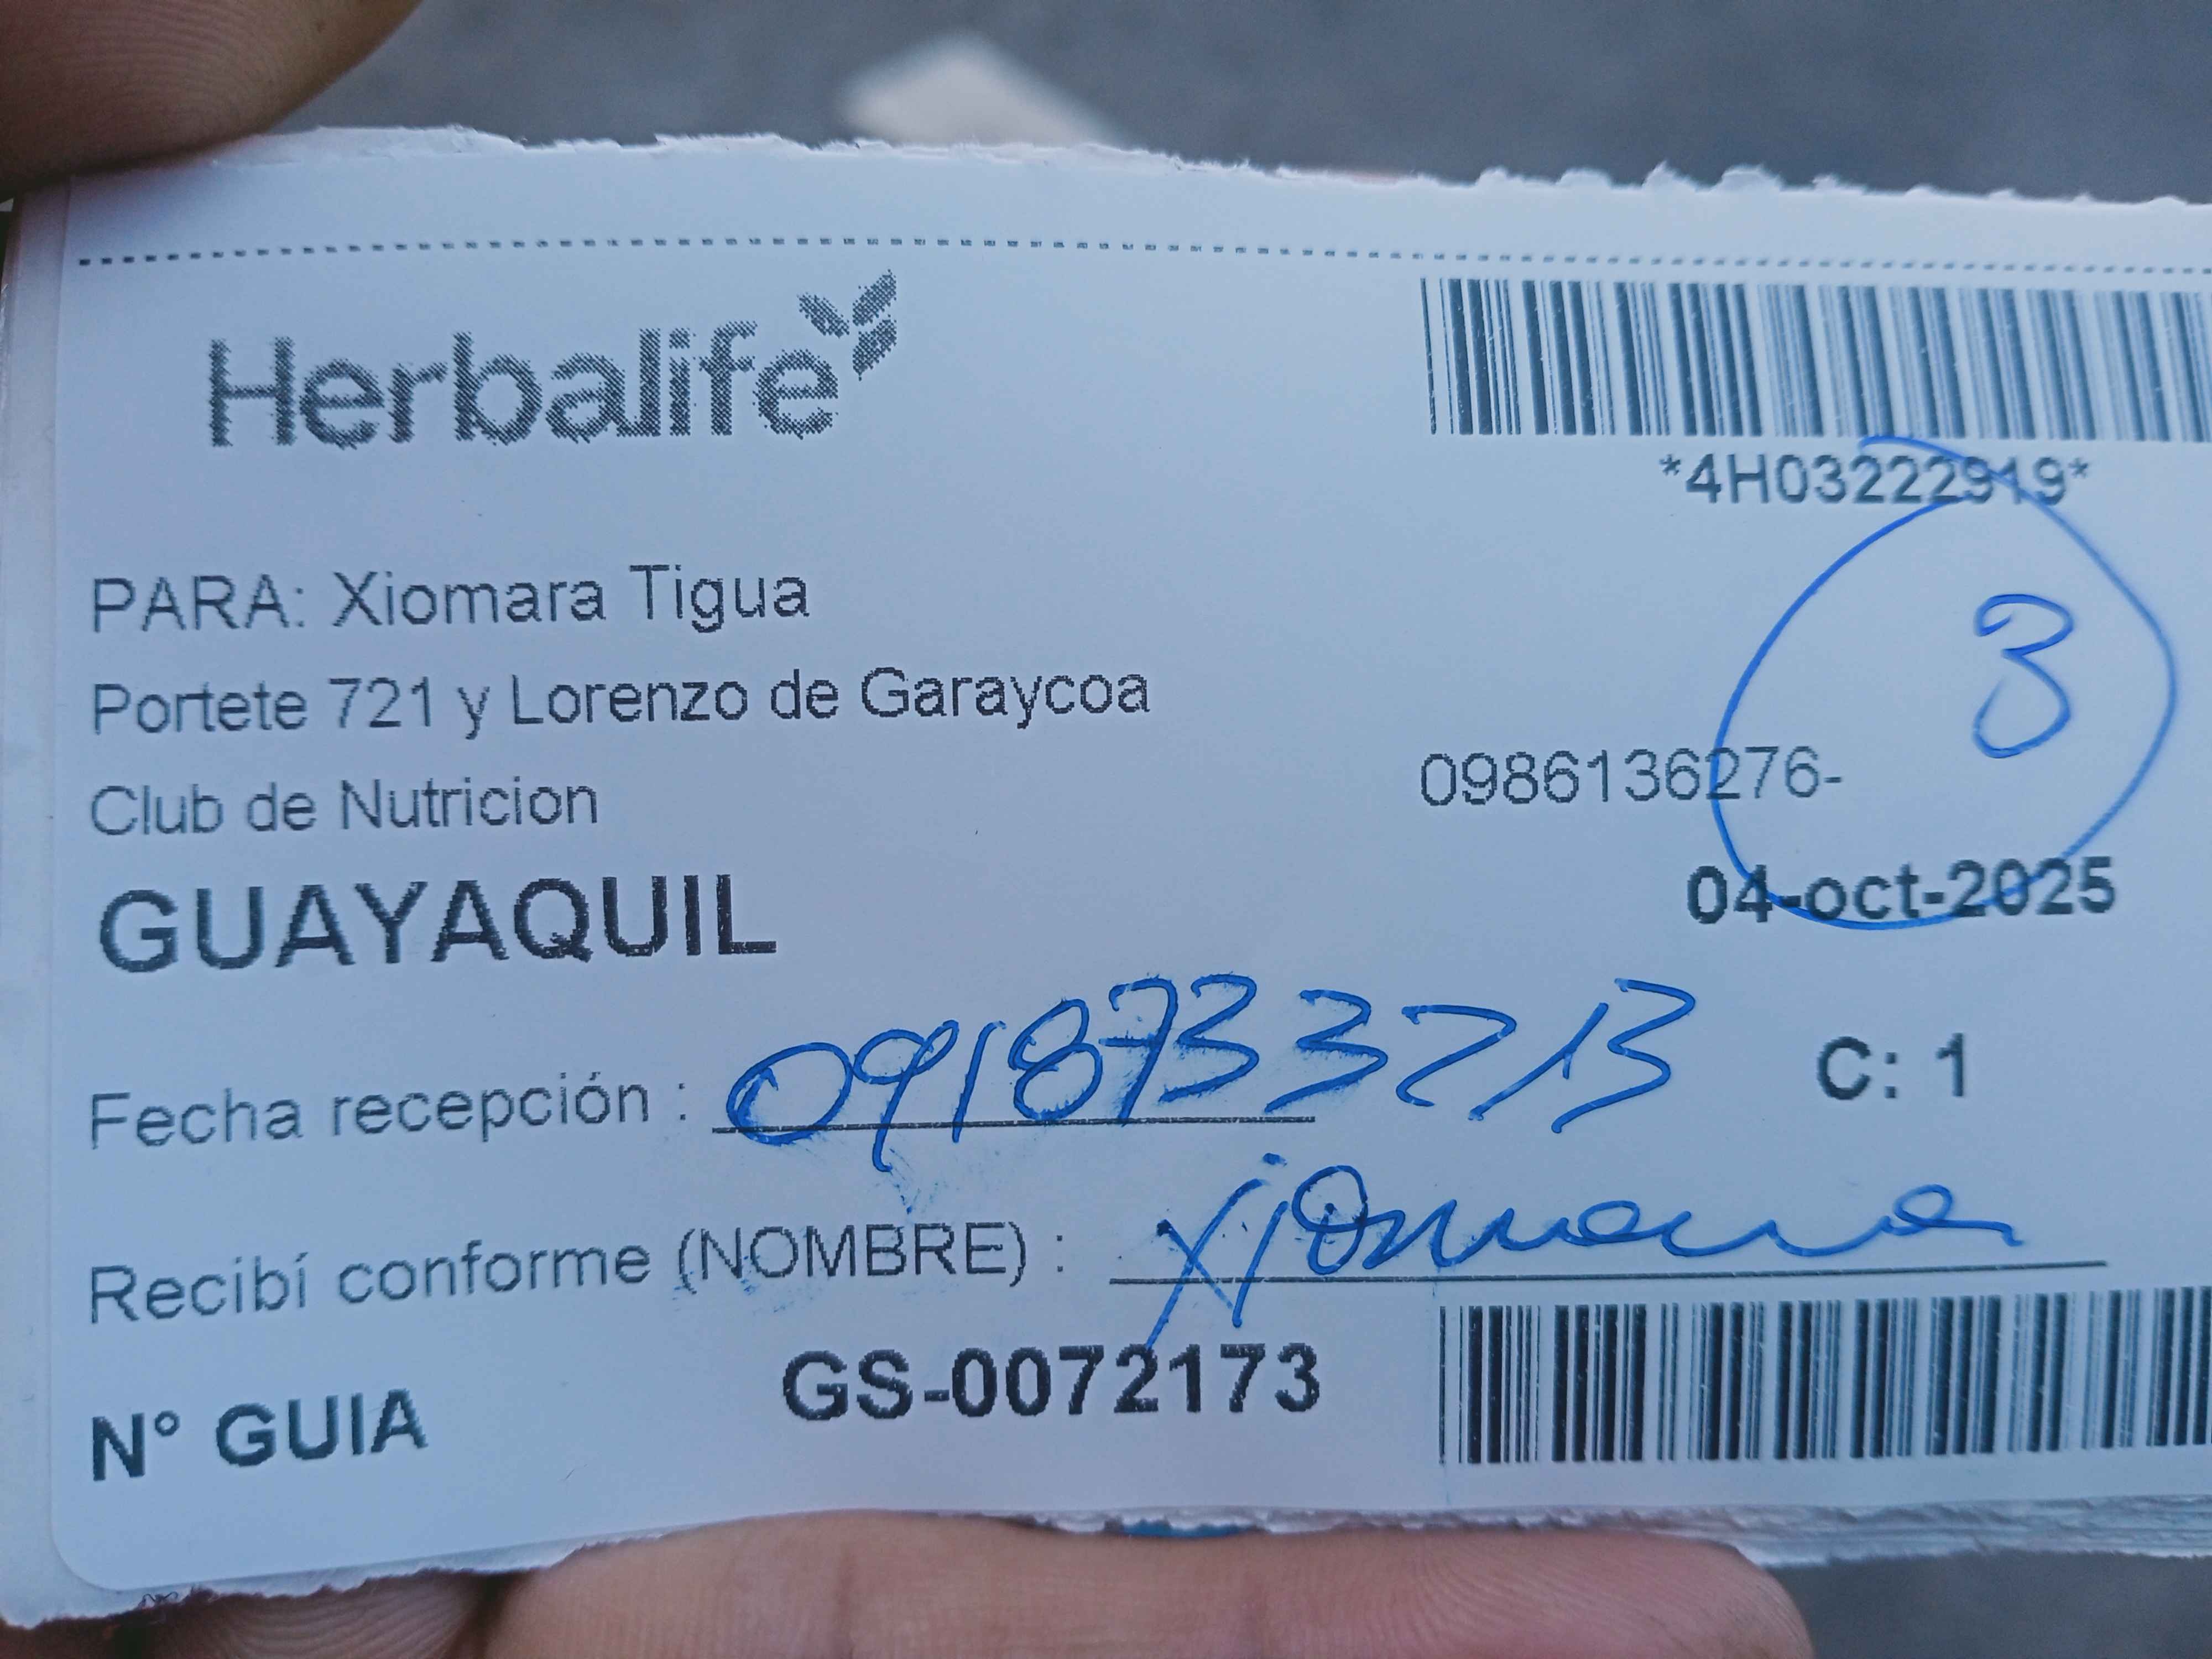 Herbalife
*4H03222919*
PARA: Xiomara Tigua
3
Portete 721 y Lorenzo de Garaycoa
0986136276-
Club de Nutricion
04-oct-2025
GUAYAQUIL
Fecha recepción : 0918733213
C: 1
Recibí conforme (NOMBRE) : Xiomara
N° GUIA GS-0072173